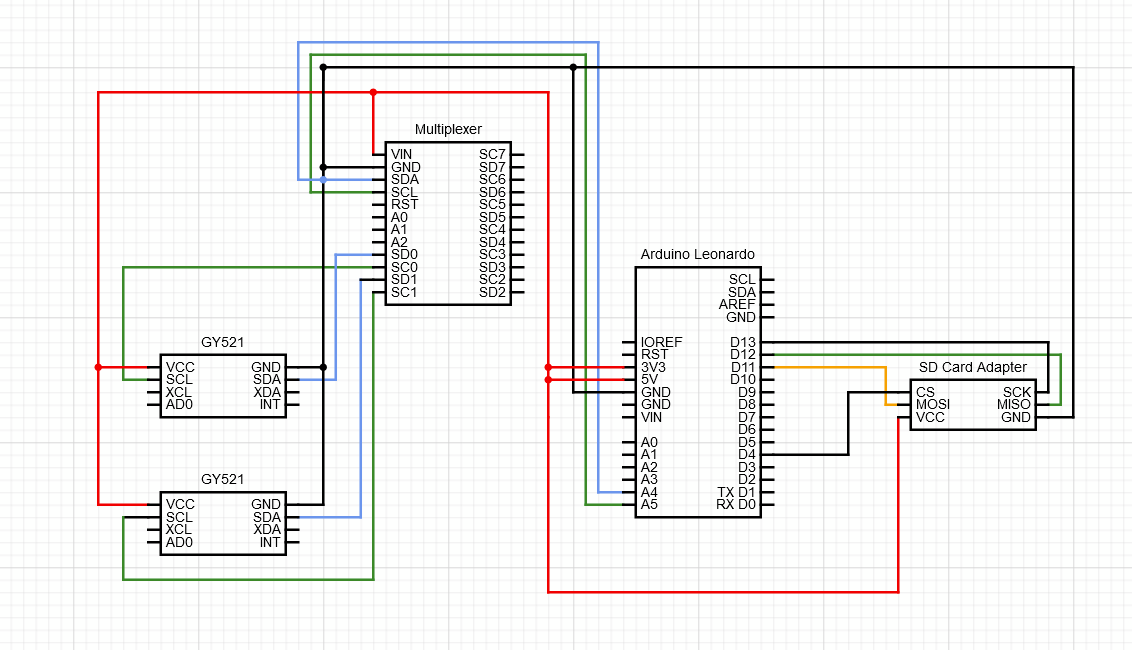 Multiplexer
VIN SC7
GND SD7
SDA SC6
SCL SD6
RST SC5
A0 SD5
A1 SC4
A2 SD4
SD0 SC3
SC0 SD3
SD1 SC2
SC1 SD2
Arduino Leonardo
SCL
SDA
AREF
GND
IOREF D13
RST D12
3V3 D11
5V D10
GND D9
GND D8
VIN D7
D6
A0 D5
A1 D4
A2 D3
A3 D2
A4 TX D1
A5 RX D0
SD Card Adapter
CS SCK
MOSI MISO
VCC GND
GY521
VCC GND
SCL SDA
XCL XDA
AD0 INT
GY521
VCC GND
SCL SDA
XCL XDA
AD0 INT